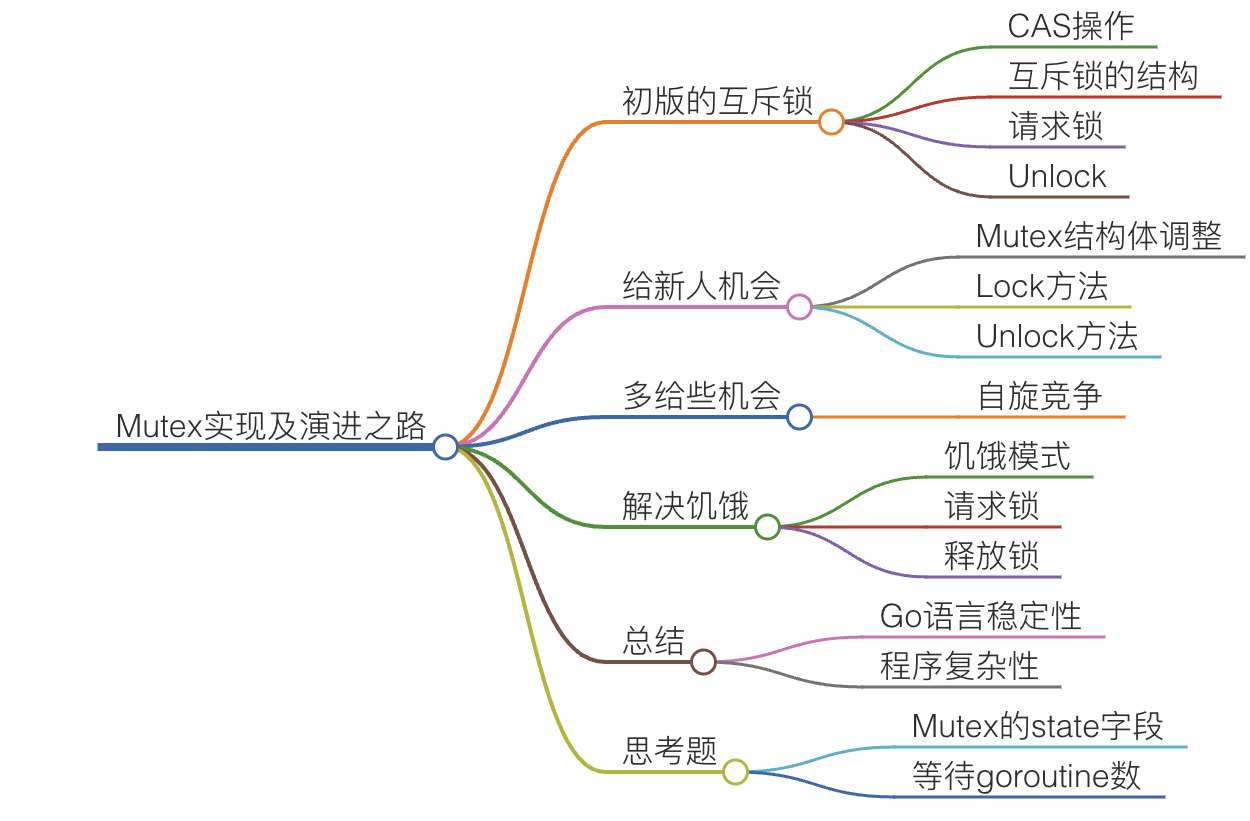 Mutex实现及演进之路
初版的互斥锁
CAS操作
互斥锁的结构
请求锁
Unlock
给新人机会
Mutex结构体调整
Lock方法
Unlock方法
多给些机会
自旋竞争
解决饥饿
饥饿模式
请求锁
释放锁
总结
Go语言稳定性
程序复杂性
思考题
Mutex的state字段
等待goroutine数